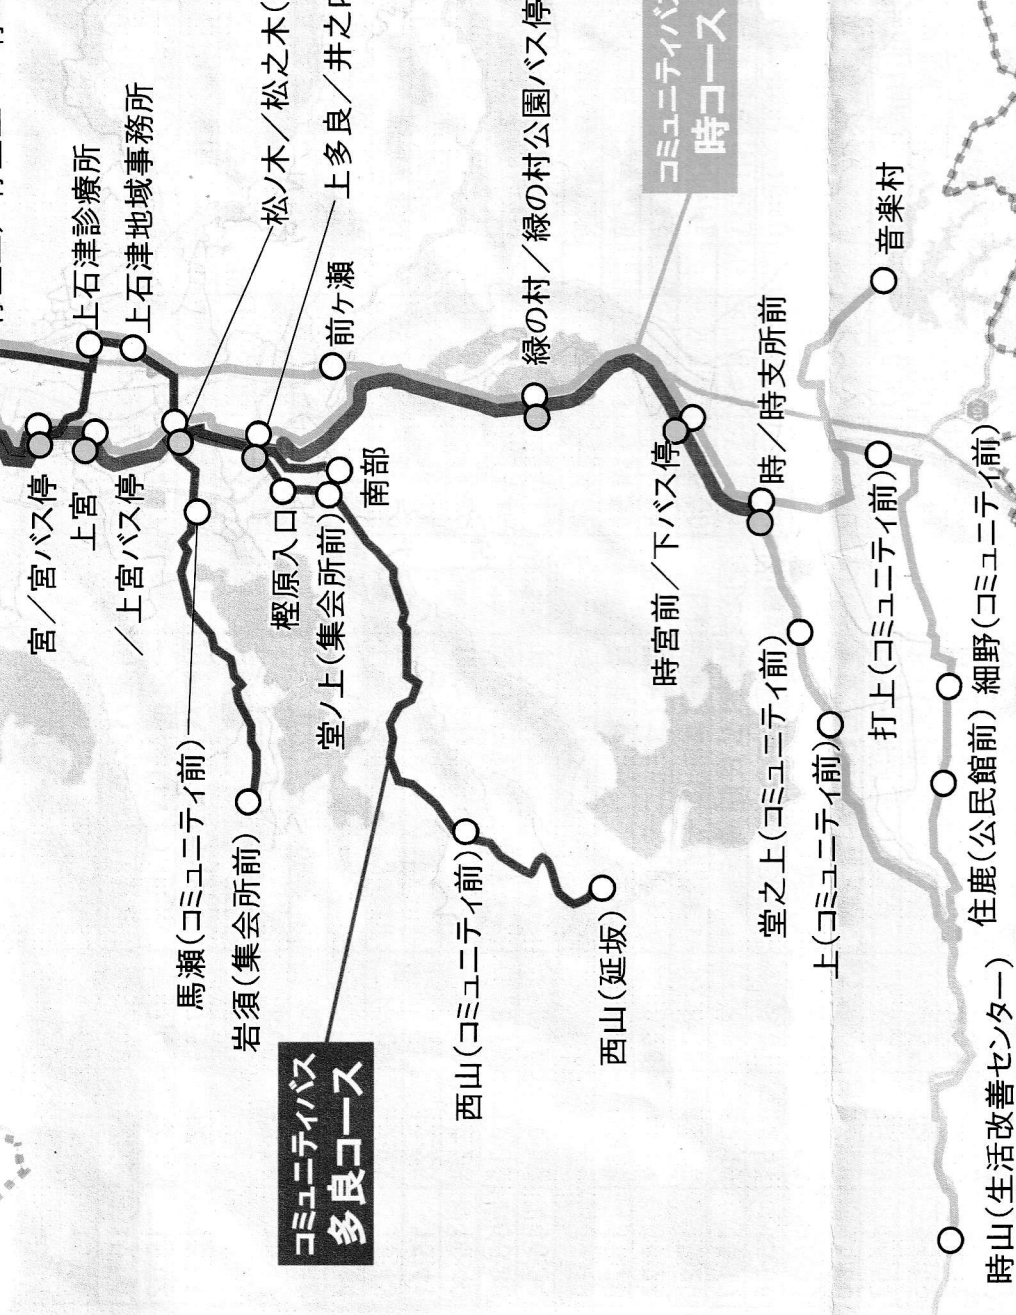 上石津診療所
上石津地域事務所
松ノ木/松之木(
上多良/井之
前ヶ瀬
緑の村/緑の村公園バス停
コミュニティバス
時コース
音楽村
宮/宮バス停
上宮
/上宮バス停
樫原入口
堂ノ上(集会所前)
南部
時宮前/下バス停
時/時支所前
馬瀬(コミュニティ前)
岩須(集会所前)
コミュニティバス
多良コース
西山(コミュニティ前)
西山(延坂)
堂之上(コミュニティ前)
上(コミュニティ前)
打上(コミュニティ前)
細野(コミュニティ前)
住鹿(公民館前)
時山(生活改善センター)